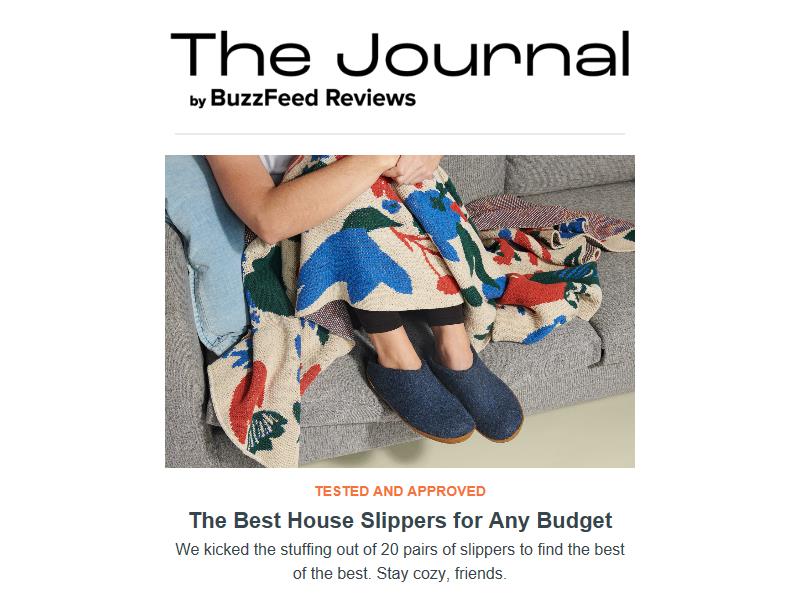 The Journal
by BuzzFeed Reviews
TESTED AND APPROVED
The Best House Slippers for Any Budget
We kicked the stuffing out of 20 pairs of slippers to find the best
of the best. Stay cozy, friends.